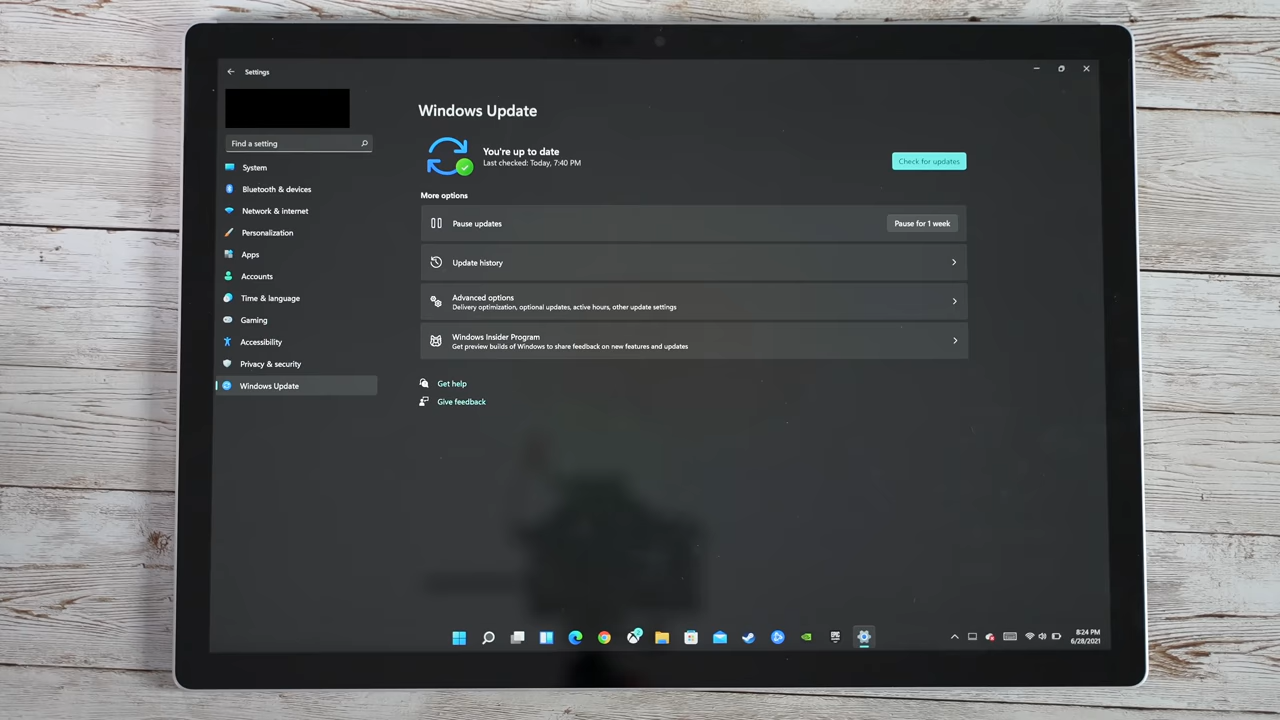 Settings
Find a setting
System
Bluetooth & devices
Network & internet
Personalization
Apps
Accounts
Time & language
Gaming
Accessibility
Privacy & security
Windows Update
Windows Update
You're up to date
Last checked: Today, 7:40 PM
Check for updates
More options
Pause updates
Pause for 1 week
Update history
Advanced options
Delivery optimization, optional updates, active hours, other update settings
Windows Insider Program
Get preview builds of Windows to share feedback on new features and updates
Get help
Give feedback
8:24 PM
6/28/2021